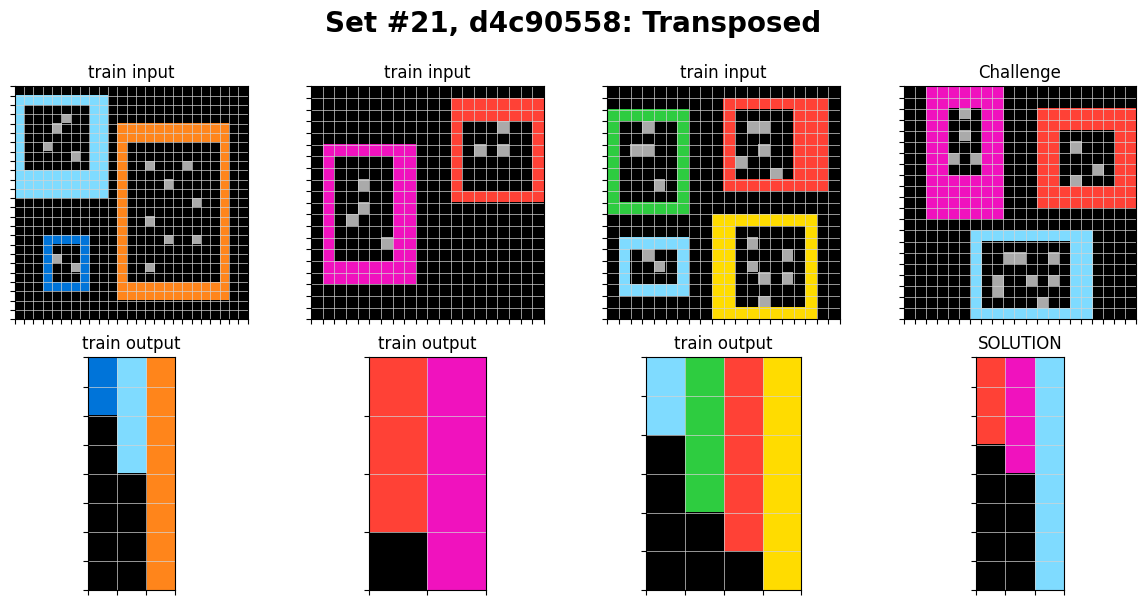 Set #21, d4c90558: Transposed
train input
train input
train input
Challenge
train output
train output
train output
SOLUTION